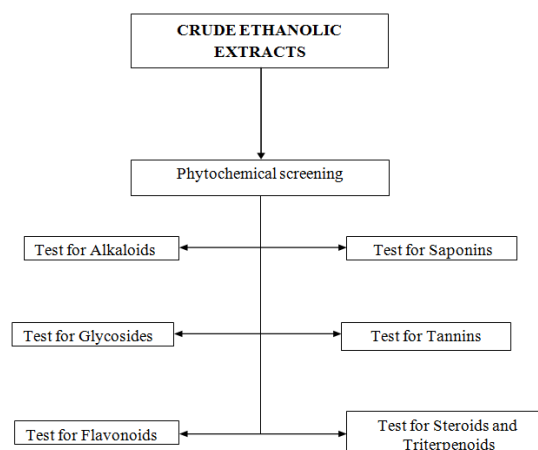 CRUDE ETHANOLIC
EXTRACTS
Phytochemical screening
Test for Alkaloids
Test for Saponins
Test for Glycosides
Test for Tannins
Test for Flavonoids
Test for Steroids and
Triterpenoids